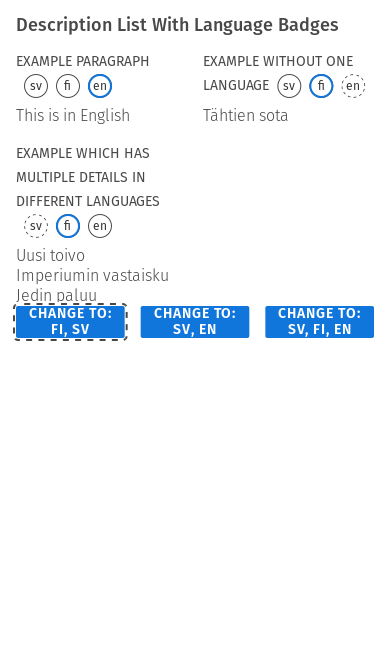 Description List With Language Badges
EXAMPLE PARAGRAPH
sv fi en
This is in English
EXAMPLE WITHOUT ONE
LANGUAGE sv fi en
Tähtien sota
EXAMPLE WHICH HAS
MULTIPLE DETAILS IN
DIFFERENT LANGUAGES
sv fi en
Uusi toivo
Imperiumin vastaisku
Jedin paluu
CHANGE TO:
FI, SV
CHANGE TO:
SV, EN
CHANGE TO:
SV, FI, EN